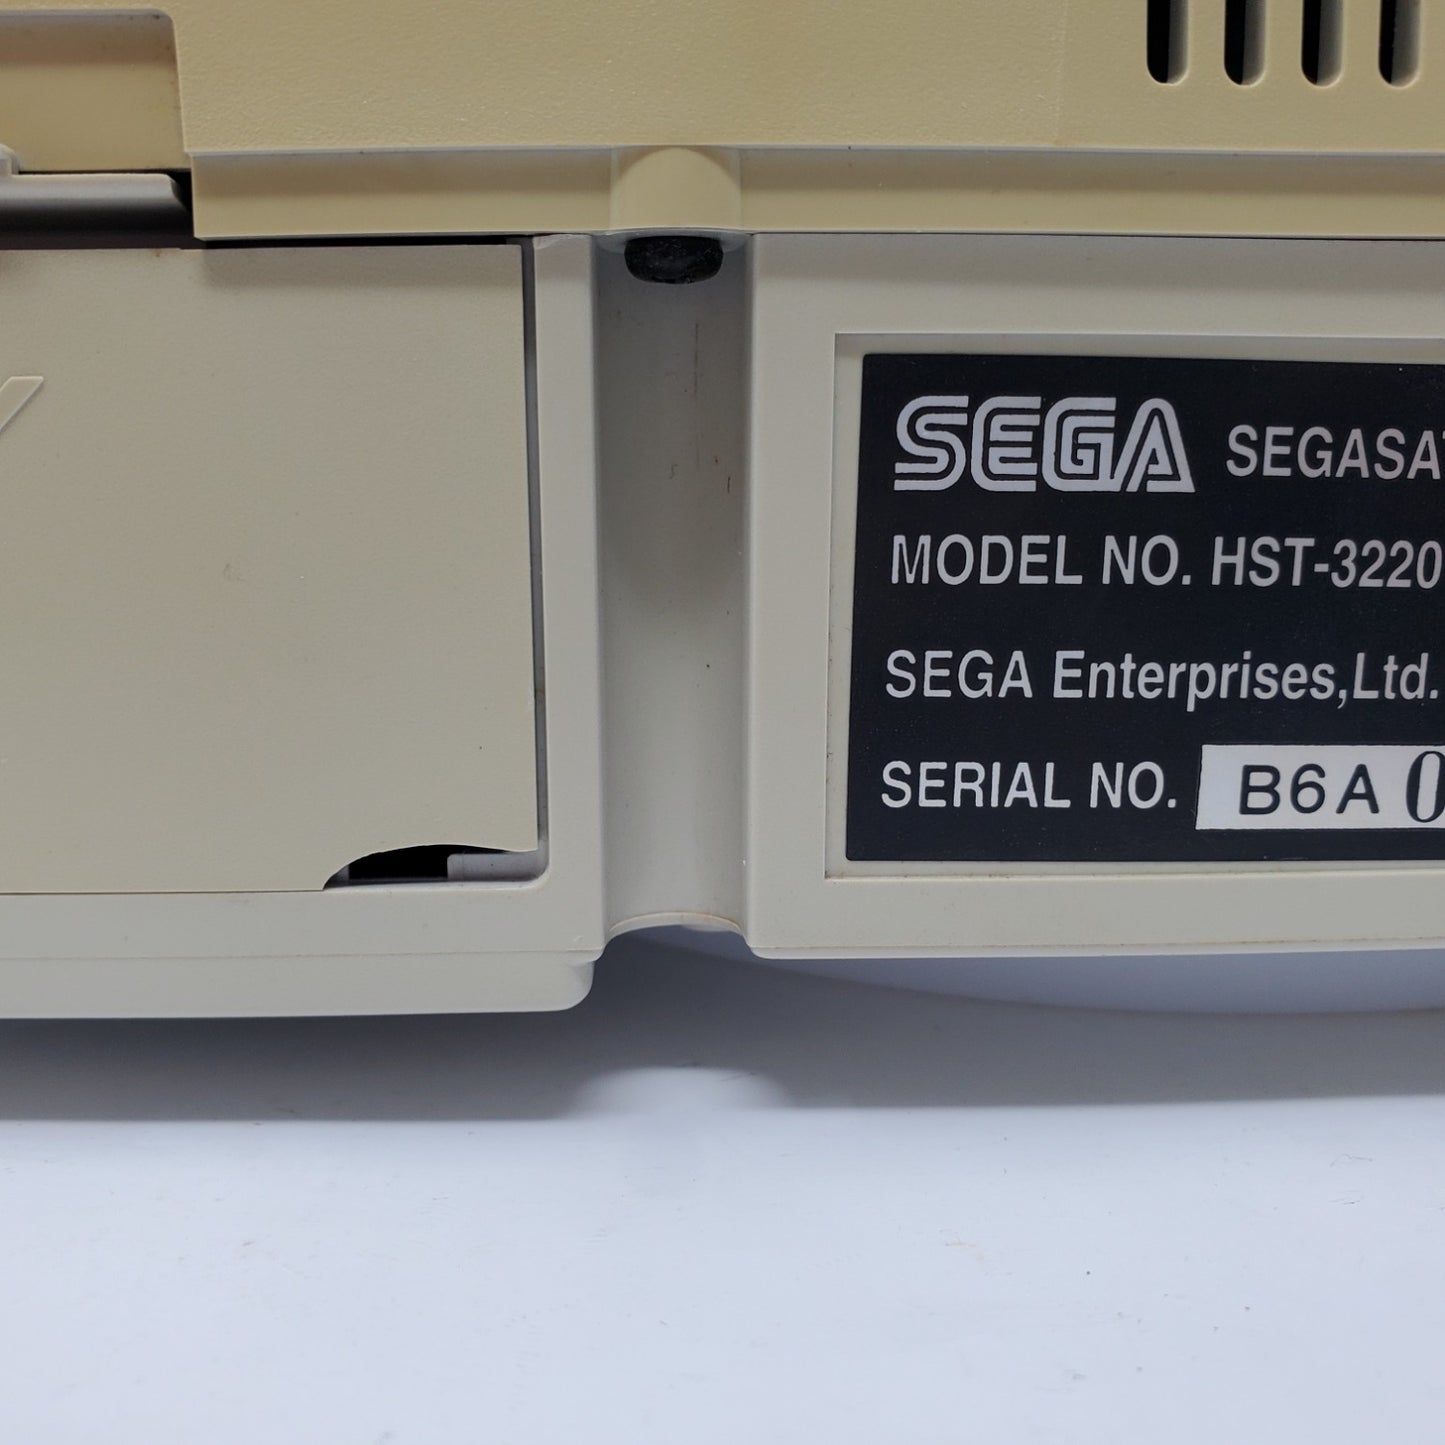 SEGA SEGASAT
MODEL NO. HST-3220
SEGA Enterprises,Ltd.
SERIAL NO. B6A 0
Y